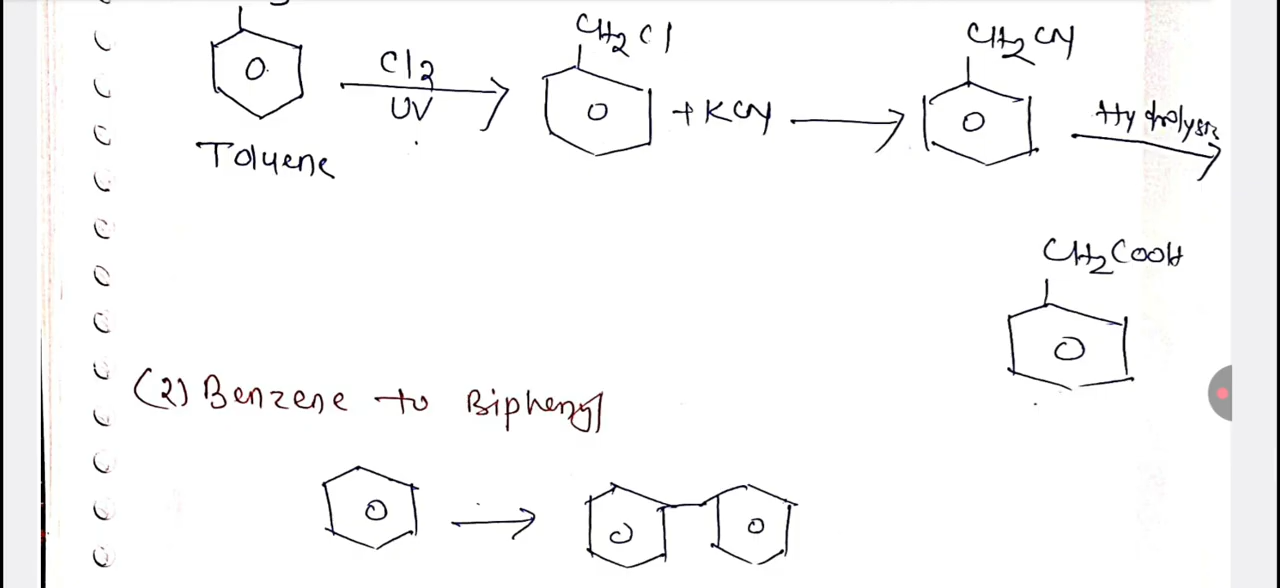 CH2Cl
CH2CN
Cl2
UV
+ KCN
Hydrolysis
Toluene
CH2COOH
(2) Benzene to Biphenyl